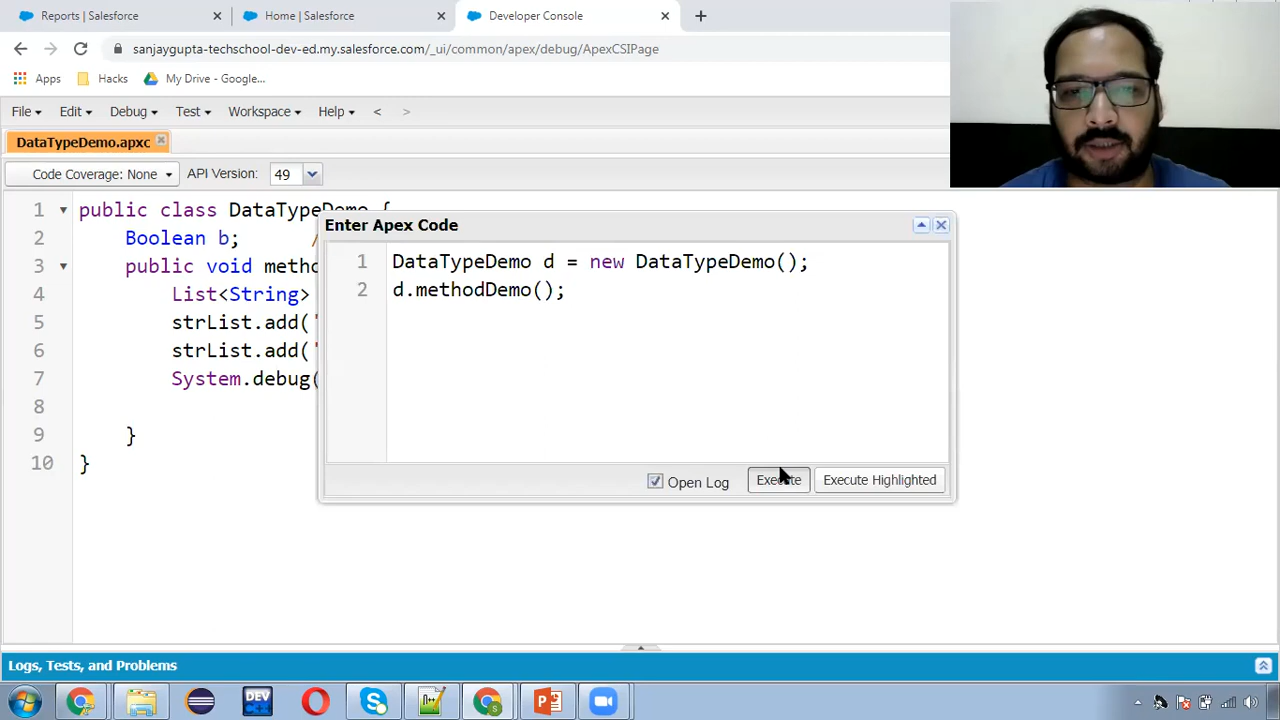 Reports | Salesforce
Home | Salesforce
Developer Console
sanjaygupta-techschool-dev-ed.my.salesforce.com/_ui/common/apex/debug/ApexCSIPage
Apps
Hacks
My Drive - Google...
File
Edit
Debug
Test
Workspace
Help
<
>
DataTypeDemo.apxc
Code Coverage: None
API Version:
49
1 public class DataTypeDemo {
2 Boolean b; /
3 public void metho
4 List<String>
5 strList.add('
6 strList.add('
7 System.debug(
8
9 }
10 }
Enter Apex Code
1 DataTypeDemo d = new DataTypeDemo();
2 d.methodDemo();
Open Log
Execute
Execute Highlighted
Logs, Tests, and Problems
DEV
C++